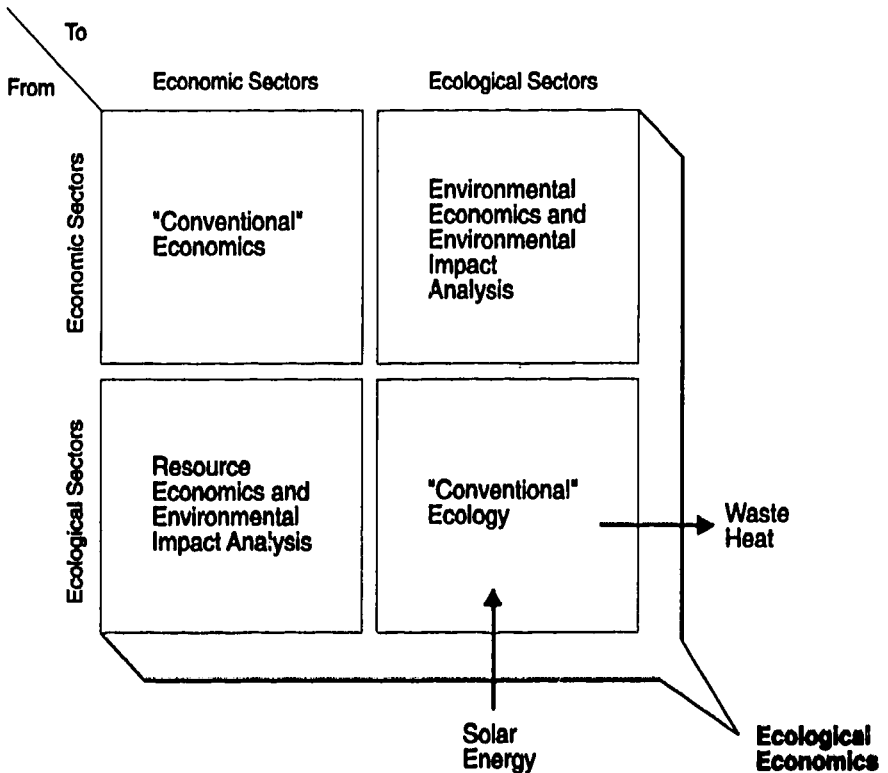 To
From
Economic Sectors
Ecological Sectors
Economic Sectors
"Conventional"
Economics
Environmental
Economics and
Environmental
Impact
Analysis
Ecological Sectors
Resource
Economics and
Environmental
Impact Analysis
"Conventional"
Ecology
Waste
Heat
Solar
Energy
Ecological
Economics